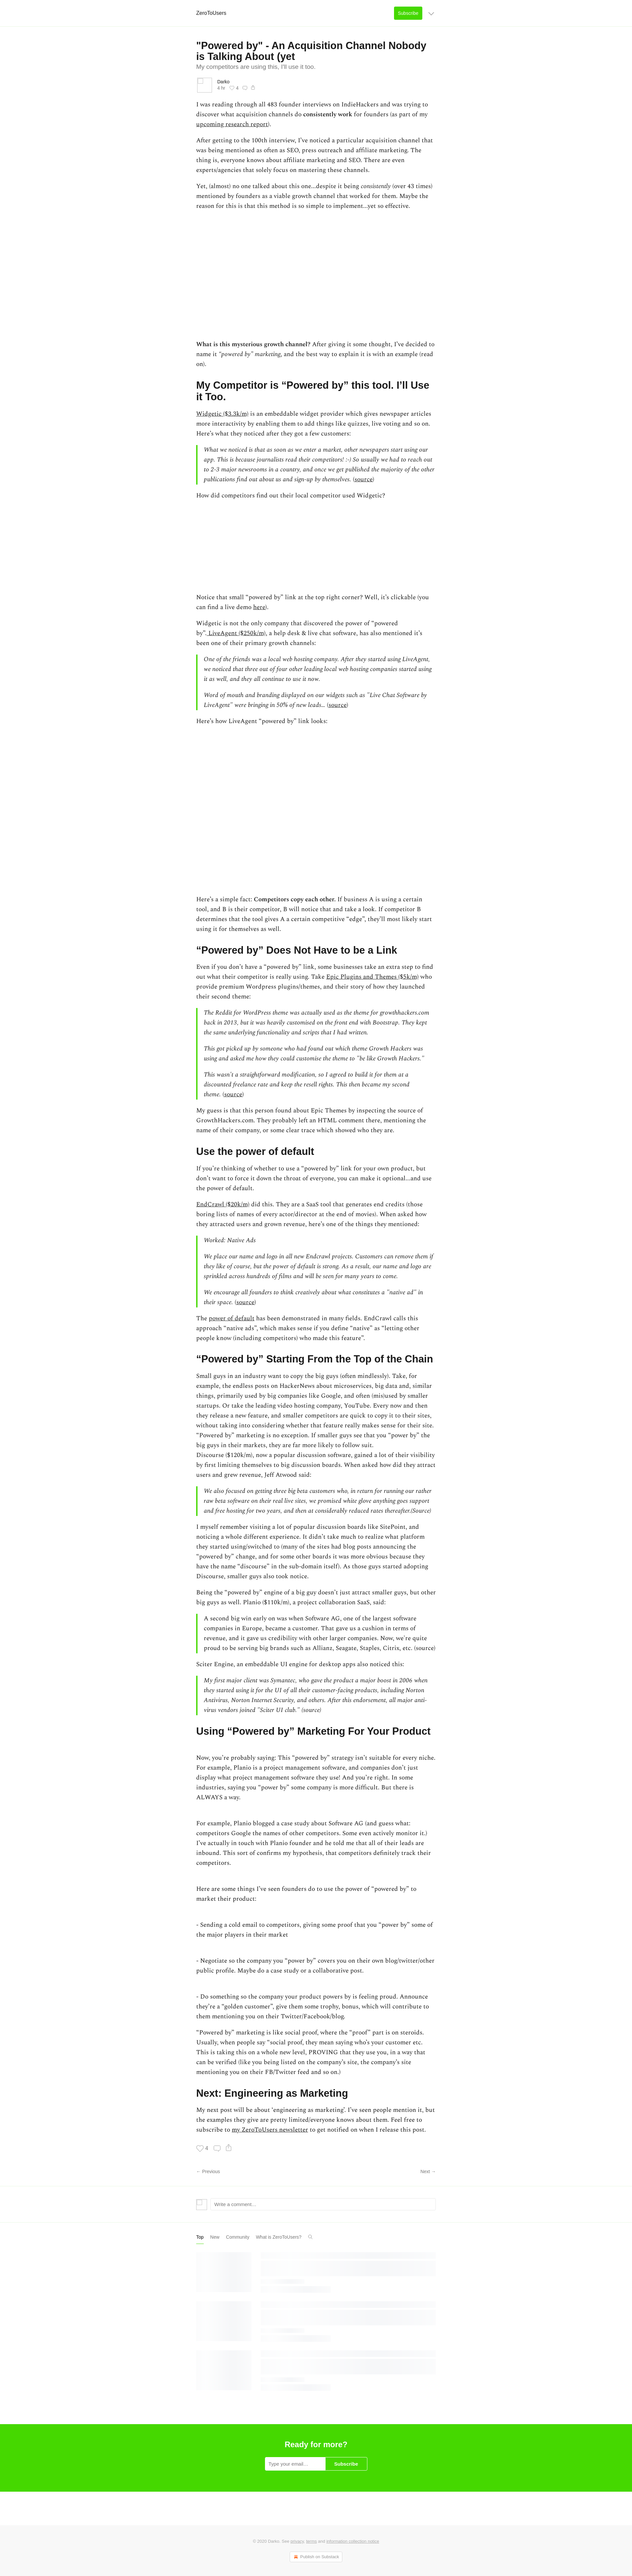 ZeroToUsers
Subscribe
"Powered by" - An Acquisition Channel Nobody
is Talking About (yet
My competitors are using this, I'll use it too.
Darko
4 hr
4
I was reading through all 483 founder interviews on IndieHackers and was trying to
discover what acquisition channels do consistently work for founders (as part of my
upcoming research report).
After getting to the 100th interview, I've noticed a particular acquisition channel that
was being mentioned as often as SEO, press outreach and affiliate marketing. The
thing is, everyone knows about affiliate marketing and SEO. There are even
experts/agencies that solely focus on mastering these channels.
Yet, (almost) no one talked about this one...despite it being consistently (over 43 times)
mentioned by founders as a viable growth channel that worked for them. Maybe the
reason for this is that this method is so simple to implement...yet so effective.
What is this mysterious growth channel? After giving it some thought, I've decided to
name it "powered by" marketing, and the best way to explain it is with an example (read
on).
My Competitor is “Powered by” this tool. I'll Use
it Too.
Widgetic ($3.3k/m) is an embeddable widget provider which gives newspaper articles
more interactivity by enabling them to add things like quizzes, live voting and so on.
Here's what they noticed after they got a few customers:
What we noticed is that as soon as we enter a market, other newspapers start using our
app. This is because journalists read their competitors! :-) So usually we had to reach out
to 2-3 major newsrooms in a country, and once we get published the majority of the other
publications find out about us and sign-up by themselves. (source)
How did competitors find out their local competitor used Widgetic?
Notice that small “powered by” link at the top right corner? Well, it's clickable (you
can find a live demo here).
Widgetic is not the only company that discovered the power of “powered
by”. LiveAgent ($250k/m), a help desk & live chat software, has also mentioned it's
been one of their primary growth channels:
One of the friends was a local web hosting company. After they started using LiveAgent,
we noticed that three out of four other leading local web hosting companies started using
it as well, and they all continue to use it now.
Word of mouth and branding displayed on our widgets such as "Live Chat Software by
LiveAgent" were bringing in 50% of new leads... (source)
Here's how LiveAgent “powered by” link looks:
Here's a simple fact: Competitors copy each other. If business A is using a certain
tool, and B is their competitor, B will notice that and take a look. If competitor B
determines that the tool gives A a certain competitive “edge”, they'll most likely start
using it for themselves as well.
“Powered by” Does Not Have to be a Link
Even if you don't have a “powered by” link, some businesses take an extra step to find
out what their competitor is really using. Take Epic Plugins and Themes ($5k/m) who
provide premium Wordpress plugins/themes, and their story of how they launched
their second theme:
The Reddit for WordPress theme was actually used as the theme for growthhackers.com
back in 2013, but it was heavily customised on the front end with Bootstrap. They kept
the same underlying functionality and scripts that I had written.
This got picked up by someone who had found out which theme Growth Hackers was
using and asked me how they could customise the theme to "be like Growth Hackers."
This wasn't a straightforward modification, so I agreed to build it for them at a
discounted freelance rate and keep the resell rights. This then became my second
theme. (source)
My guess is that this person found about Epic Themes by inspecting the source of
GrowthHackers.com. They probably left an HTML comment there, mentioning the
name of their company, or some clear trace which showed who they are.
Use the power of default
If you're thinking of whether to use a “powered by” link for your own product, but
don't want to force it down the throat of everyone, you can make it optional...and use
the power of default.
EndCrawl ($20k/m) did this. They are a SaaS tool that generates end credits (those
boring lists of names of every actor/director at the end of movies). When asked how
they attracted users and grown revenue, here's one of the things they mentioned:
Worked: Native Ads
We place our name and logo in all new Endcrawl projects. Customers can remove them if
they like of course, but the power of default is strong. As a result, our name and logo are
sprinkled across hundreds of films and will be seen for many years to come.
We encourage all founders to think creatively about what constitutes a "native ad" in
their space. (source)
The power of default has been demonstrated in many fields. EndCrawl calls this
approach “native ads”, which makes sense if you define “native” as “letting other
people know (including competitors) who made this feature”.
“Powered by” Starting From the Top of the Chain
Small guys in an industry want to copy the big guys (often mindlessly). Take, for
example, the endless posts on HackerNews about microservices, big data and, similar
things, primarily used by big companies like Google, and often (mis)used by smaller
startups. Or take the leading video hosting company, YouTube. Every now and then
they release a new feature, and smaller competitors are quick to copy it to their sites,
without taking into considering whether that feature really makes sense for their site.
“Powered by” marketing is no exception. If smaller guys see that you “power by” the
big guys in their markets, they are far more likely to follow suit.
Discourse ($120k/m), now a popular discussion software, gained a lot of their visibility
by first limiting themselves to big discussion boards. When asked how did they attract
users and grew revenue, Jeff Atwood said:
We also focused on getting three big beta customers who, in return for running our rather
raw beta software on their real live sites, we promised white glove anything goes support
and free hosting for two years, and then at considerably reduced rates thereafter.(Source)
I myself remember visiting a lot of popular discussion boards like SitePoint, and
noticing a whole different experience. It didn't take much to realize what platform
they started using/switched to (many of the sites had blog posts announcing the
“powered by” change, and for some other boards it was more obvious because they
have the name “discourse” in the sub-domain itself). As those guys started adopting
Discourse, smaller guys also took notice.
Being the “powered by” engine of a big guy doesn't just attract smaller guys, but other
big guys as well. Planio ($110k/m), a project collaboration SaaS, said:
A second big win early on was when Software AG, one of the largest software
companies in Europe, became a customer. That gave us a cushion in terms of
revenue, and it gave us credibility with other larger companies. Now, we're quite
proud to be serving big brands such as Allianz, Seagate, Staples, Citrix, etc. (source)
Sciter Engine, an embeddable UI engine for desktop apps also noticed this:
My first major client was Symantec, who gave the product a major boost in 2006 when
they started using it for the UI of all their customer-facing products, including Norton
Antivirus, Norton Internet Security, and others. After this endorsement, all major anti-
virus vendors joined "Sciter UI club." (source)
Using “Powered by” Marketing For Your Product
Now, you're probably saying: This “powered by” strategy isn't suitable for every niche.
For example, Planio is a project management software, and companies don't just
display what project management software they use! And you're right. In some
industries, saying you “power by” some company is more difficult. But there is
ALWAYS a way.
For example, Planio blogged a case study about Software AG (and guess what:
competitors Google the names of other competitors. Some even actively monitor it.)
I've actually in touch with Planio founder and he told me that all of their leads are
inbound. This sort of confirms my hypothesis, that competitors definitely track their
competitors.
Here are some things I've seen founders do to use the power of “powered by” to
market their product:
- Sending a cold email to competitors, giving some proof that you “power by” some of
the major players in their market
- Negotiate so the company you “power by” covers you on their own blog/twitter/other
public profile. Maybe do a case study or a collaborative post.
- Do something so the company your product powers by is feeling proud. Announce
they're a “golden customer”, give them some trophy, bonus, which will contribute to
them mentioning you on their Twitter/Facebook/blog.
“Powered by” marketing is like social proof, where the “proof” part is on steroids.
Usually, when people say “social proof, they mean saying who's your customer etc.
This is taking this on a whole new level, PROVING that they use you, in a way that
can be verified (like you being listed on the company's site, the company's site
mentioning you on their FB/Twitter feed and so on.)
Next: Engineering as Marketing
My next post will be about ‘engineering as marketing’. I've seen people mention it, but
the examples they give are pretty limited/everyone knows about them. Feel free to
subscribe to my ZeroToUsers newsletter to get notified on when I release this post.
4
← Previous
Next →
Write a comment…
Top
New
Community
What is ZeroToUsers?
Ready for more?
Type your email…
Subscribe
© 2020 Darko. See privacy, terms and information collection notice
Publish on Substack